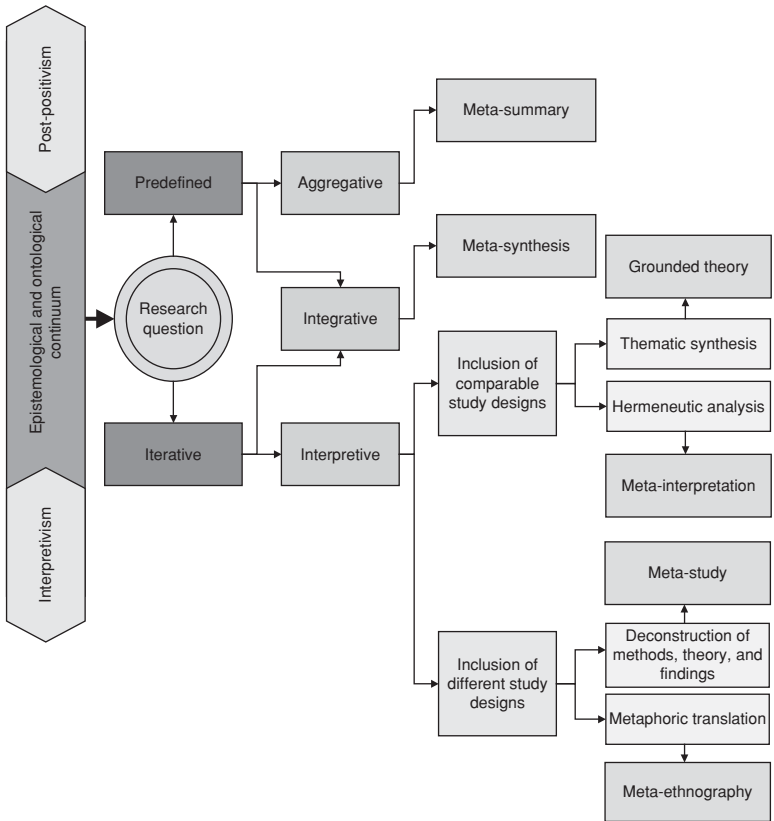 Post-positivism
Epistemological and ontological
continuum
Interpretivism
Predefined
Research
question
Iterative
Aggregative
Integrative
Interpretive
Meta-summary
Meta-synthesis
Inclusion of
comparable
study designs
Grounded theory
Thematic synthesis
Hermeneutic analysis
Meta-interpretation
Inclusion of
different study
designs
Meta-study
Deconstruction of
methods, theory, and
findings
Metaphoric translation
Meta-ethnography